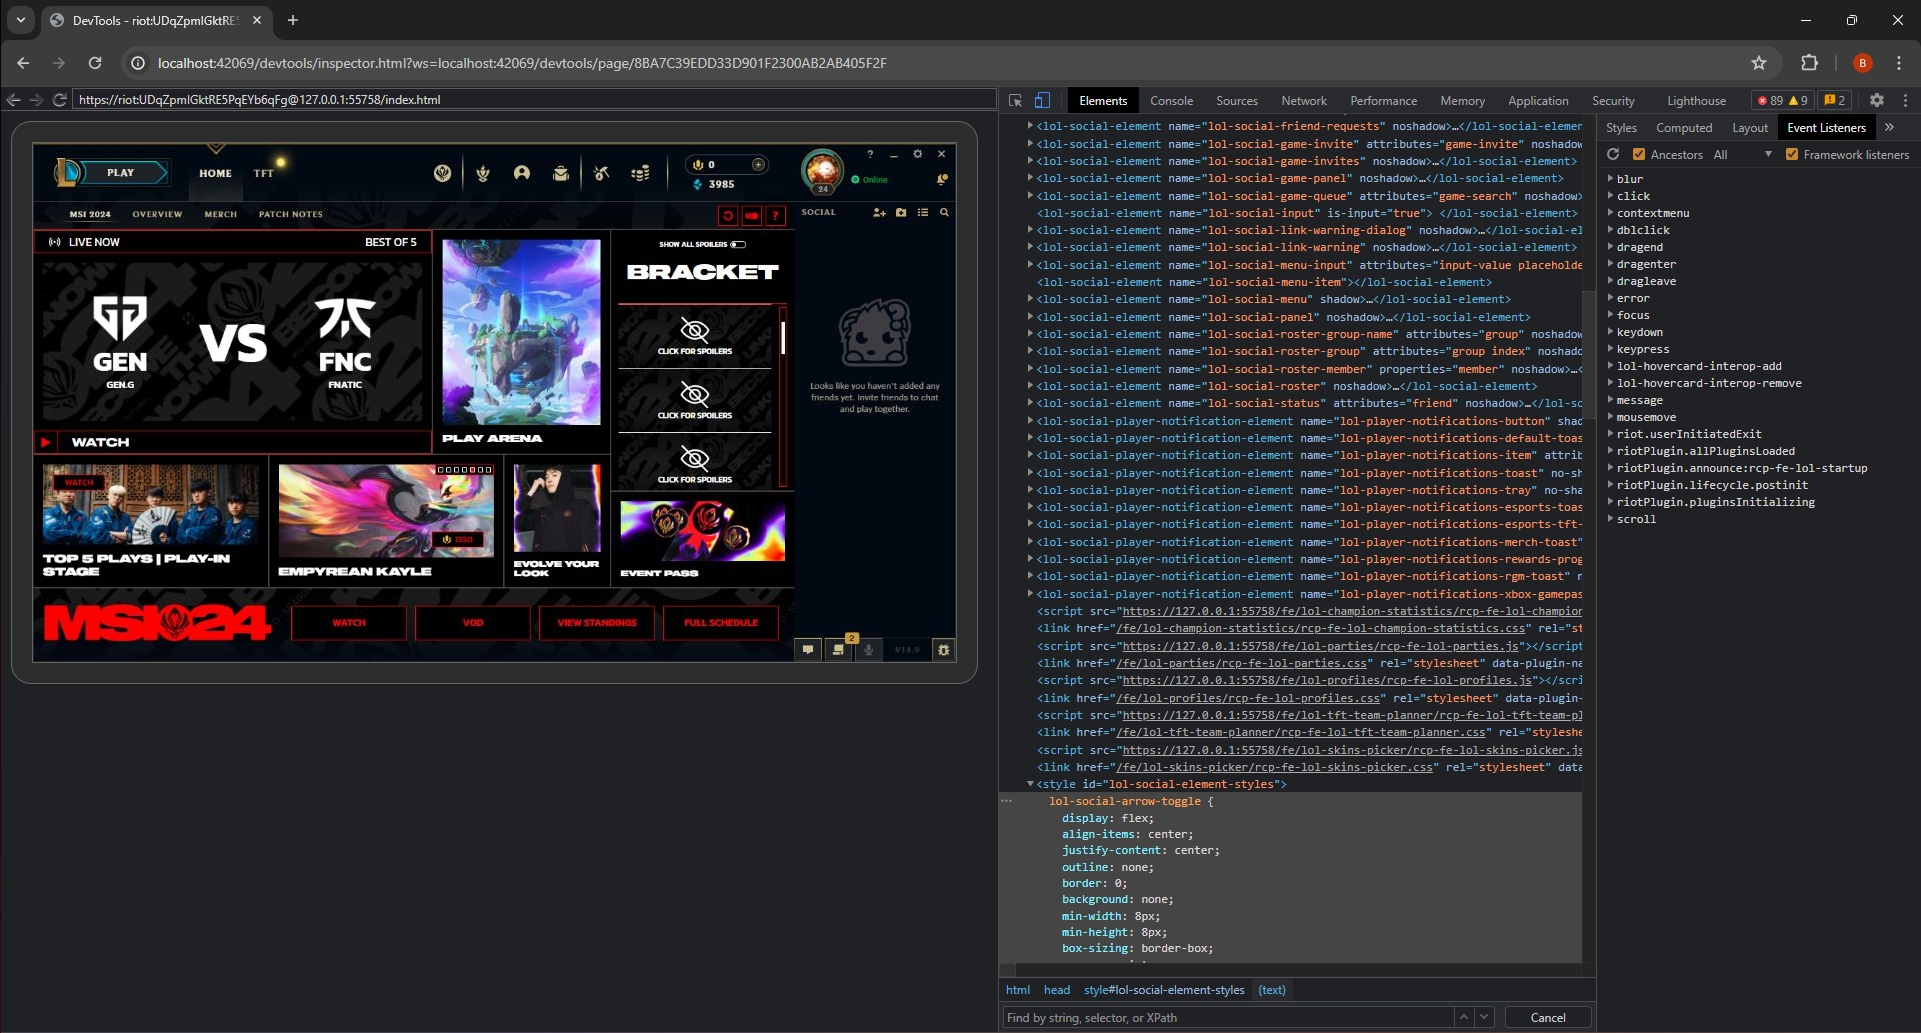 DevTools - riot:UDqZpmlGktRE5
localhost:42069/devtools/inspector.html?ws=localhost:42069/devtools/page/8BA7C39EDD33D901F2300AB2AB405F2F
B
https://riot:UDqZpmlGktRE5PqEYb6qFg@127.0.0.1:55758/index.html
PLAY
HOME
TFT
0
3985
24
Online
?
MSI 2024
OVERVIEW
MERCH
PATCH NOTES
?
SOCIAL
LIVE NOW
BEST OF 5
GEN
GEN.G
VS
FNC
FNATIC
WATCH
PLAY ARENA
SHOW ALL SPOILERS
BRACKET
CLICK FOR SPOILERS
CLICK FOR SPOILERS
CLICK FOR SPOILERS
Looks like you haven't added any
friends yet. Invite friends to chat
and play together.
WATCH
TOP 5 PLAYS | PLAY-IN
STAGE
1350
EMPYREAN KAYLE
EVOLVE YOUR
LOOK
EVENT PASS
MSI 24
WATCH
VOD
VIEW STANDINGS
FULL SCHEDULE
2
V14.9
Elements
Console
Sources
Network
Performance
Memory
Application
Security
Lighthouse
89
9
2
<lol-social-element name="lol-social-friend-requests" noshadow>…</lol-social-elemen
<lol-social-element name="lol-social-game-invite" attributes="game-invite" noshadow
<lol-social-element name="lol-social-game-invites" noshadow>…</lol-social-element>
<lol-social-element name="lol-social-game-panel" noshadow>…</lol-social-element>
<lol-social-element name="lol-social-game-queue" attributes="game-search" noshadow>
<lol-social-element name="lol-social-input" is-input="true"> </lol-social-element>
<lol-social-element name="lol-social-link-warning-dialog" noshadow>…</lol-social-el
<lol-social-element name="lol-social-link-warning" noshadow>…</lol-social-element>
<lol-social-element name="lol-social-menu-input" attributes="input-value placeholde
<lol-social-element name="lol-social-menu-item"></lol-social-element>
<lol-social-element name="lol-social-menu" shadow>…</lol-social-element>
<lol-social-element name="lol-social-panel" noshadow>…</lol-social-element>
<lol-social-element name="lol-social-roster-group-name" attributes="group" noshadow
<lol-social-element name="lol-social-roster-group" attributes="group index" noshado
<lol-social-element name="lol-social-roster-member" properties="member" noshadow>…<
<lol-social-element name="lol-social-roster" noshadow>…</lol-social-element>
<lol-social-element name="lol-social-status" attributes="friend" noshadow>…</lol-so
<lol-social-player-notification-element name="lol-player-notifications-button" shad
<lol-social-player-notification-element name="lol-player-notifications-default-toas
<lol-social-player-notification-element name="lol-player-notifications-item" attrib
<lol-social-player-notification-element name="lol-player-notifications-toast" no-sh
<lol-social-player-notification-element name="lol-player-notifications-tray" no-sha
<lol-social-player-notification-element name="lol-player-notifications-esports-toas
<lol-social-player-notification-element name="lol-player-notifications-esports-tft-
<lol-social-player-notification-element name="lol-player-notifications-merch-toast"
<lol-social-player-notification-element name="lol-player-notifications-rewards-prog
<lol-social-player-notification-element name="lol-player-notifications-rgm-toast" n
<lol-social-player-notification-element name="lol-player-notifications-xbox-gamepas
<script src="https://127.0.0.1:55758/fe/lol-champion-statistics/rcp-fe-lol-champion
<link href="/fe/lol-champion-statistics/rcp-fe-lol-champion-statistics.css" rel="st
<script src="https://127.0.0.1:55758/fe/lol-parties/rcp-fe-lol-parties.js"></script
<link href="/fe/lol-parties/rcp-fe-lol-parties.css" rel="stylesheet" data-plugin-na
<script src="https://127.0.0.1:55758/fe/lol-profiles/rcp-fe-lol-profiles.js"></scri
<link href="/fe/lol-profiles/rcp-fe-lol-profiles.css" rel="stylesheet" data-plugin-
<script src="https://127.0.0.1:55758/fe/lol-tft-team-planner/rcp-fe-lol-tft-team-pl
<link href="/fe/lol-tft-team-planner/rcp-fe-lol-tft-team-planner.css" rel="styleshe
<script src="https://127.0.0.1:55758/fe/lol-skins-picker/rcp-fe-lol-skins-picker.js
<link href="/fe/lol-skins-picker/rcp-fe-lol-skins-picker.css" rel="stylesheet" data
<style id="lol-social-element-styles">
lol-social-arrow-toggle {
display: flex;
align-items: center;
justify-content: center;
outline: none;
border: 0;
background: none;
min-width: 8px;
min-height: 8px;
box-sizing: border-box;
html
head
style#lol-social-element-styles
(text)
Find by string, selector, or XPath
Cancel
Styles
Computed
Layout
Event Listeners
Ancestors
All
Framework listeners
blur
click
contextmenu
dblclick
dragend
dragenter
dragleave
error
focus
keydown
keypress
lol-hovercard-interop-add
lol-hovercard-interop-remove
message
mousemove
riot.userInitiatedExit
riotPlugin.allPluginsLoaded
riotPlugin.announce:rcp-fe-lol-startup
riotPlugin.lifecycle.postinit
riotPlugin.pluginsInitializing
scroll